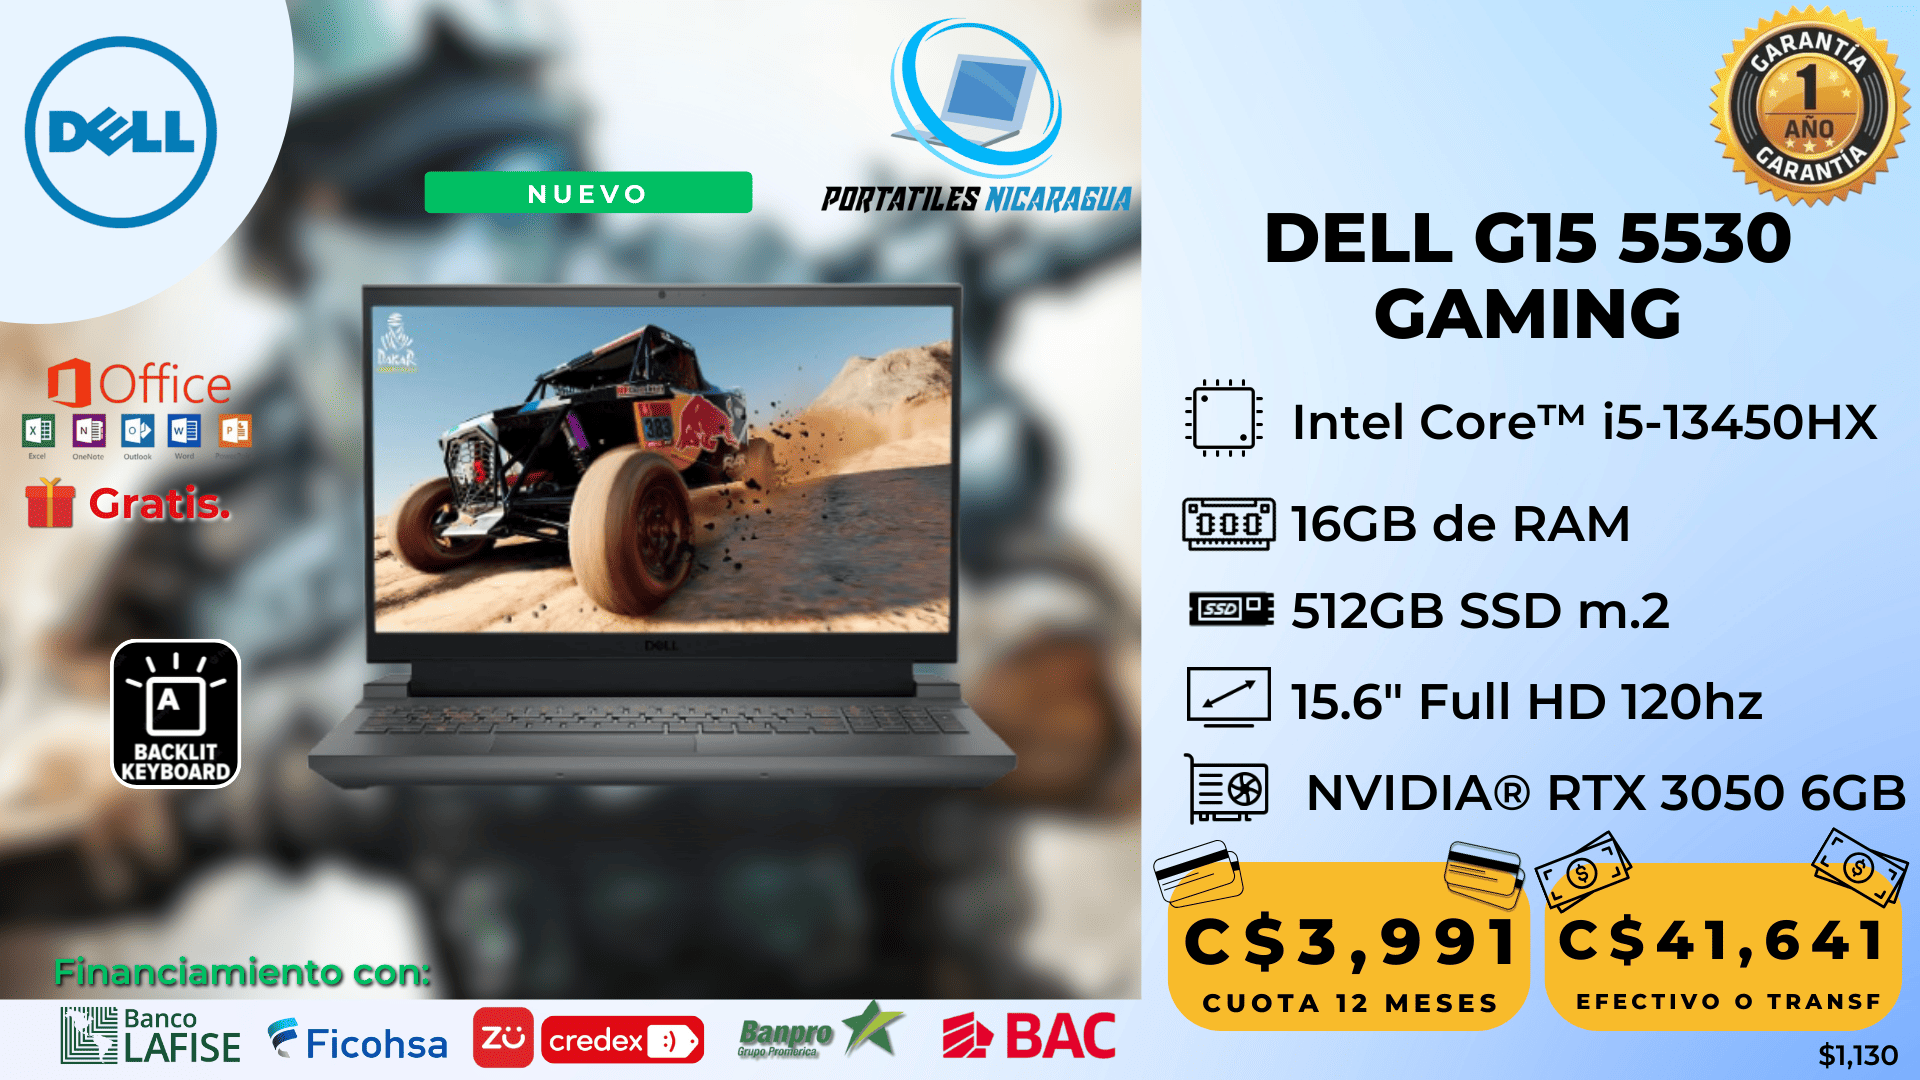 DELL
NUEVO
PORTATILES NICARAGUA
GARANTÍA
1
AÑO
GARANTÍA
DELL G15 5530
GAMING
Office
Excel OneNote Outlook Word
Gratis.
DAKAR
383
DELL
BACKLIT
KEYBOARD
Intel Core™ i5-13450HX
16GB de RAM
SSD
512GB SSD m.2
15.6" Full HD 120hz
NVIDIA® RTX 3050 6GB
C$3,991
CUOTA 12 MESES
C$41,641
EFECTIVO O TRANSF
$1,130
Financiamiento con:
Banco
LAFISE
Ficohsa
ZŪ
credex :)
Banpro
Grupo Promerica
BAC